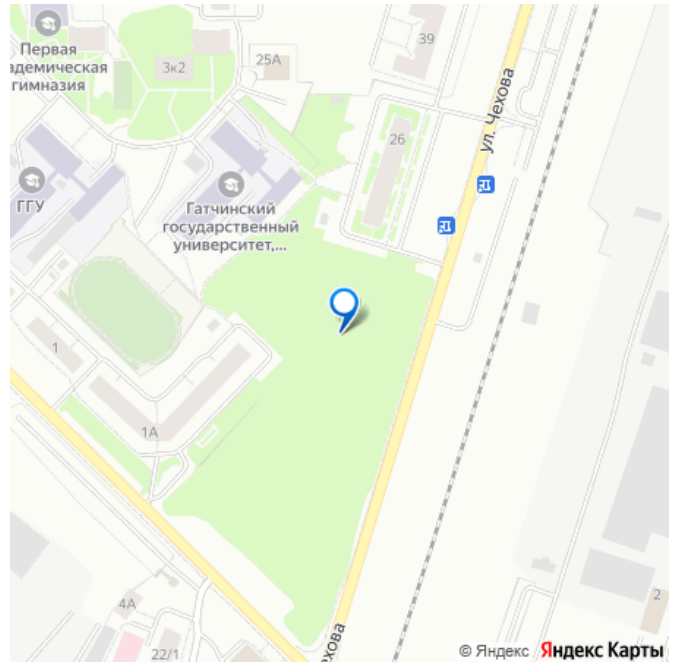 Первая
адемическая
гимназия
3к2
25А
39
26
ул. Чехова
ГГУ
Гатчинский
государственный
университет,...
1
1А
4А
22/1
ехова
2
© Яндекс Яндекс Карты